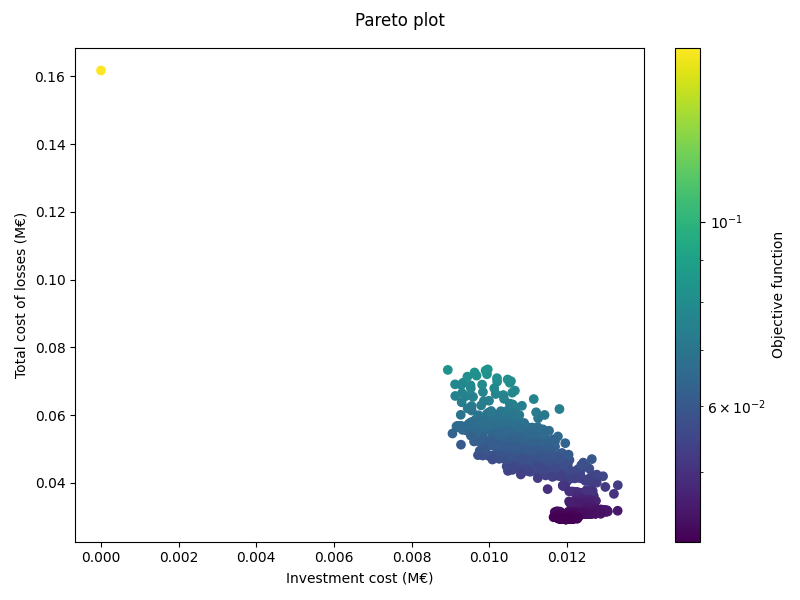 Pareto plot
Total cost of losses (M€)
0.16
0.14
0.12
0.10
0.08
0.06
0.04
0.000 0.002 0.004 0.006 0.008 0.010 0.012
Investment cost (M€)
10⁻¹
6 × 10⁻²
Objective function